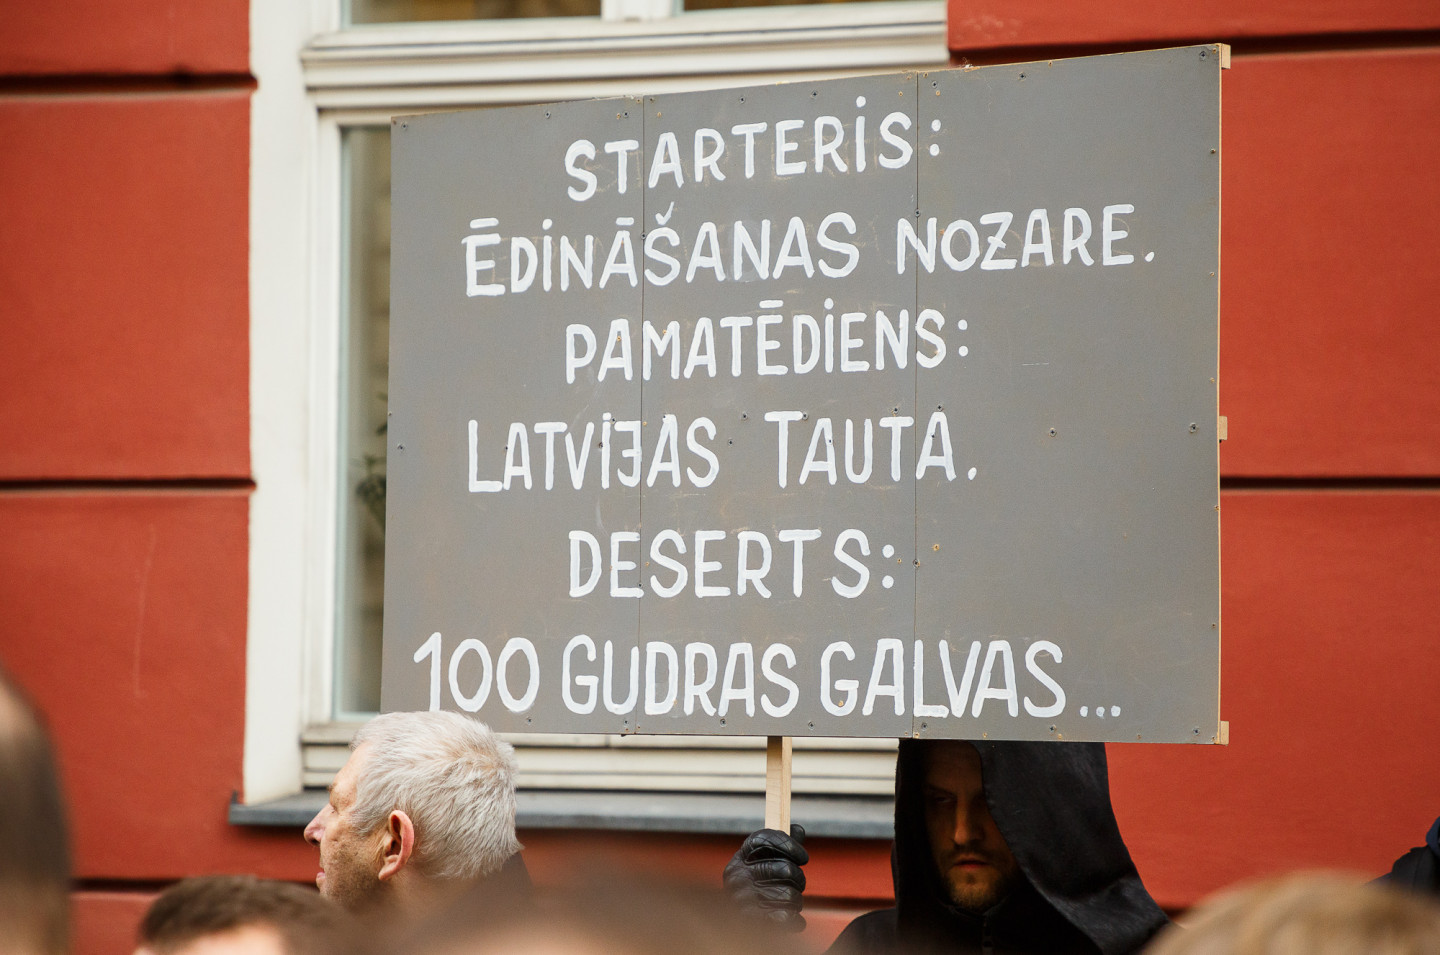 STARTERIS:
ĒDINĀŠANAS NOZARE.
PAMATĒDIENS:
LATVIJAS TAUTA.
DESERTS:
100 GUDRAS GALVAS...